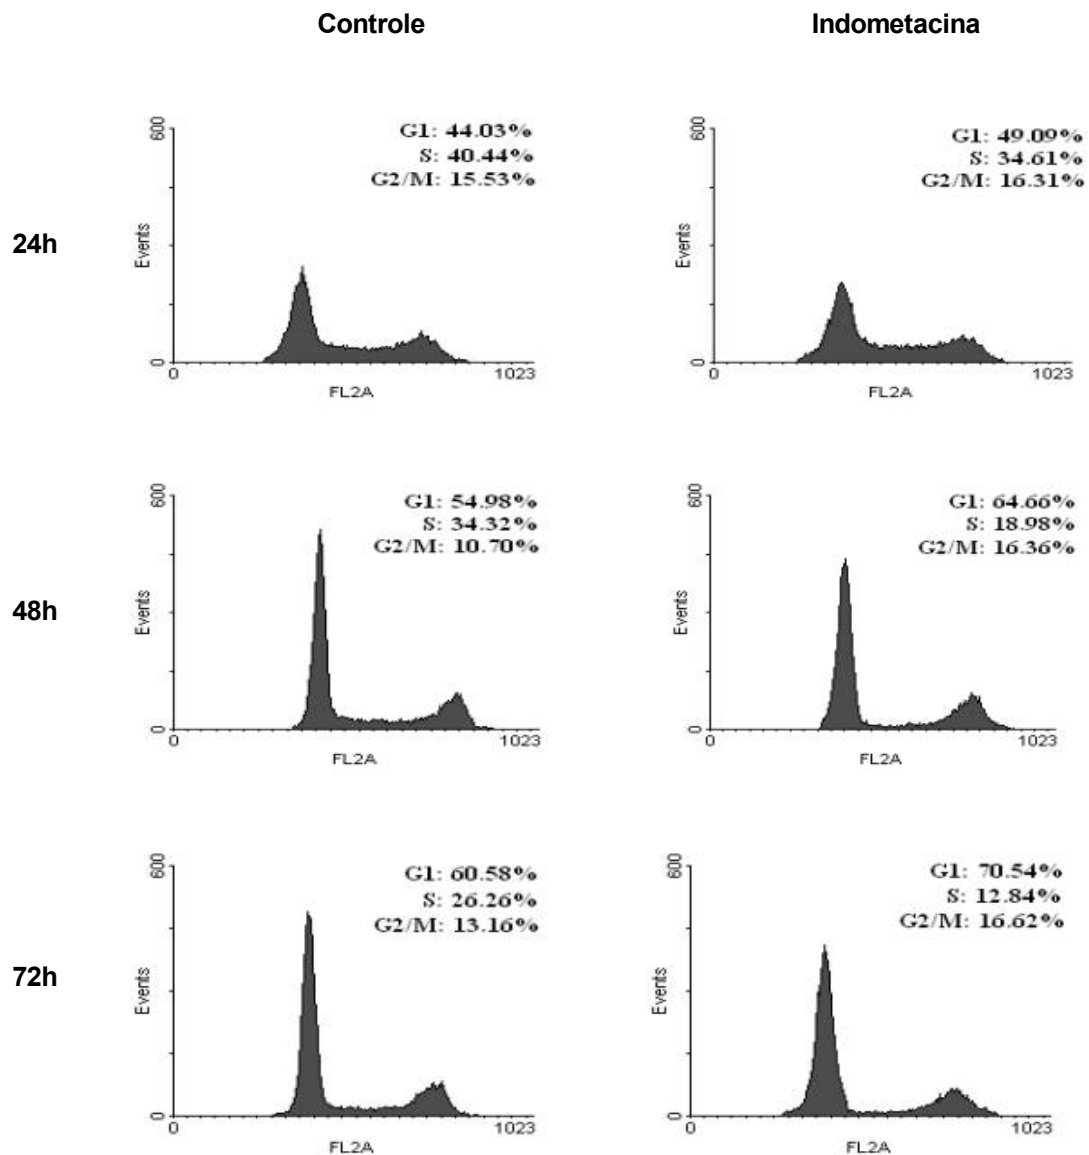 Controle
Indometacina
24h
600
Events
0
G1: 44.03%
S: 40.44%
G2/M: 15.53%
0
1023
FL2A
600
Events
0
G1: 49.09%
S: 34.61%
G2/M: 16.31%
0
1023
FL2A
48h
600
Events
0
G1: 54.98%
S: 34.32%
G2/M: 10.70%
0
1023
FL2A
600
Events
0
G1: 64.66%
S: 18.98%
G2/M: 16.36%
0
1023
FL2A
72h
600
Events
0
G1: 60.58%
S: 26.26%
G2/M: 13.16%
0
1023
FL2A
600
Events
0
G1: 70.54%
S: 12.84%
G2/M: 16.62%
0
1023
FL2A